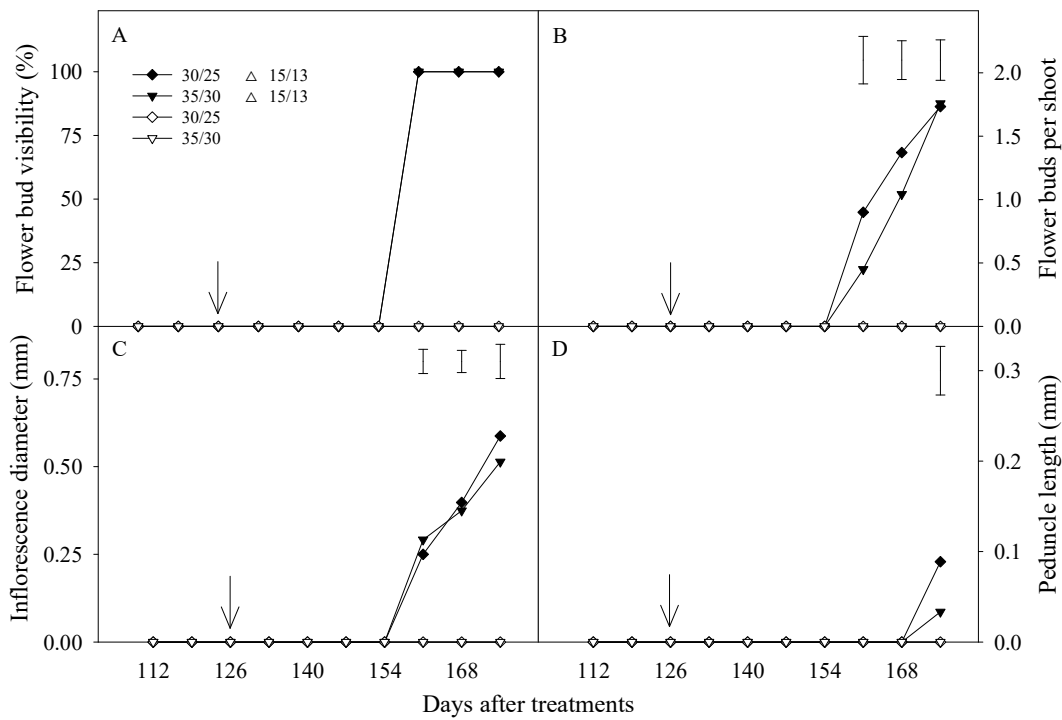 A
B
Flower bud visibility (%)
100
75
50
25
0
30/25 15/13
35/30 15/13
30/25
35/30
2.0
1.5
1.0
0.5
0.0
Flower buds per shoot
C
D
Inflorescence diameter (mm)
0.75
0.50
0.25
0.00
0.3
0.2
0.1
0.0
Peduncle length (mm)
112 126 140 154 168 112 126 140 154 168
Days after treatments